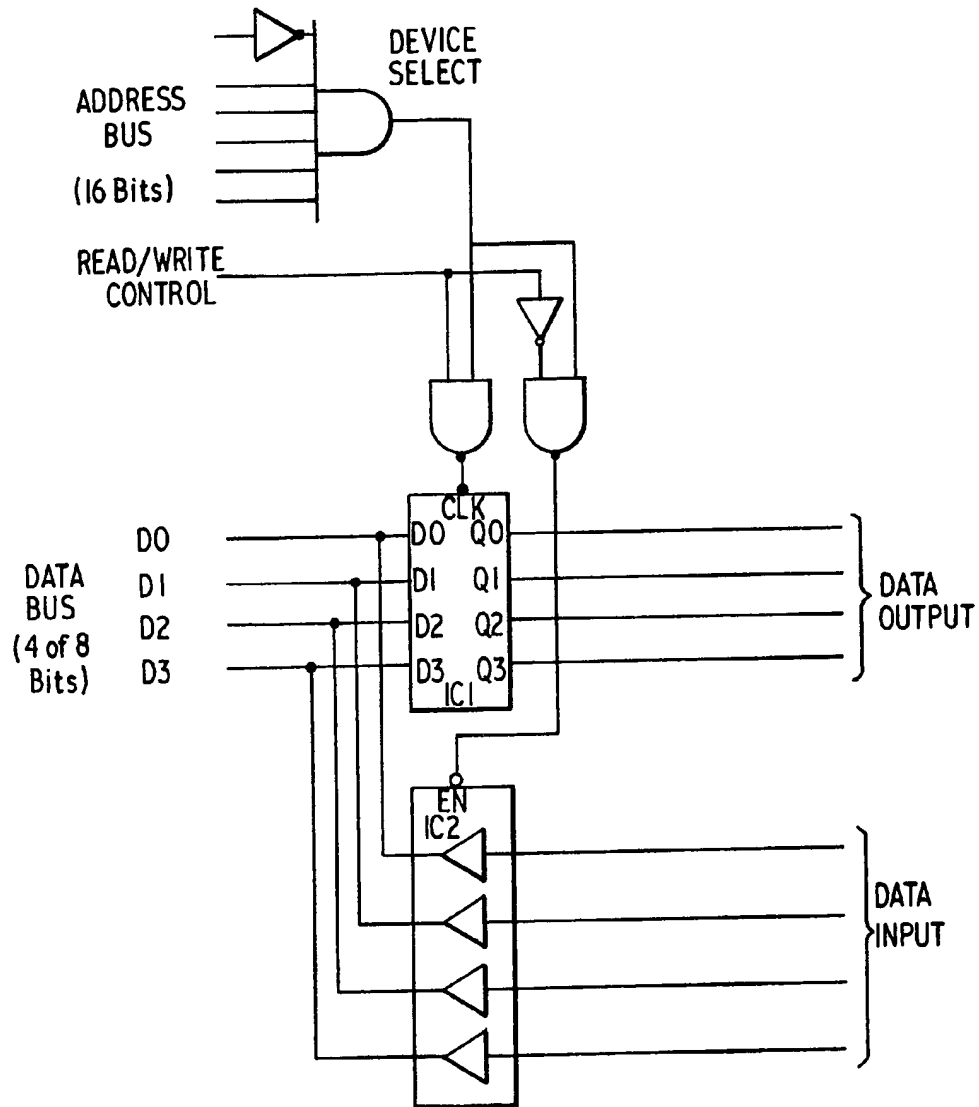 DEVICE
SELECT
ADDRESS
BUS
(16 Bits)
READ/WRITE
CONTROL
CLK
D0 Q0
D1 Q1
D2 Q2
D3 Q3
IC1
D0
D1
D2
D3
DATA
BUS
(4 of 8
Bits)
DATA
OUTPUT
EN
IC2
DATA
INPUT